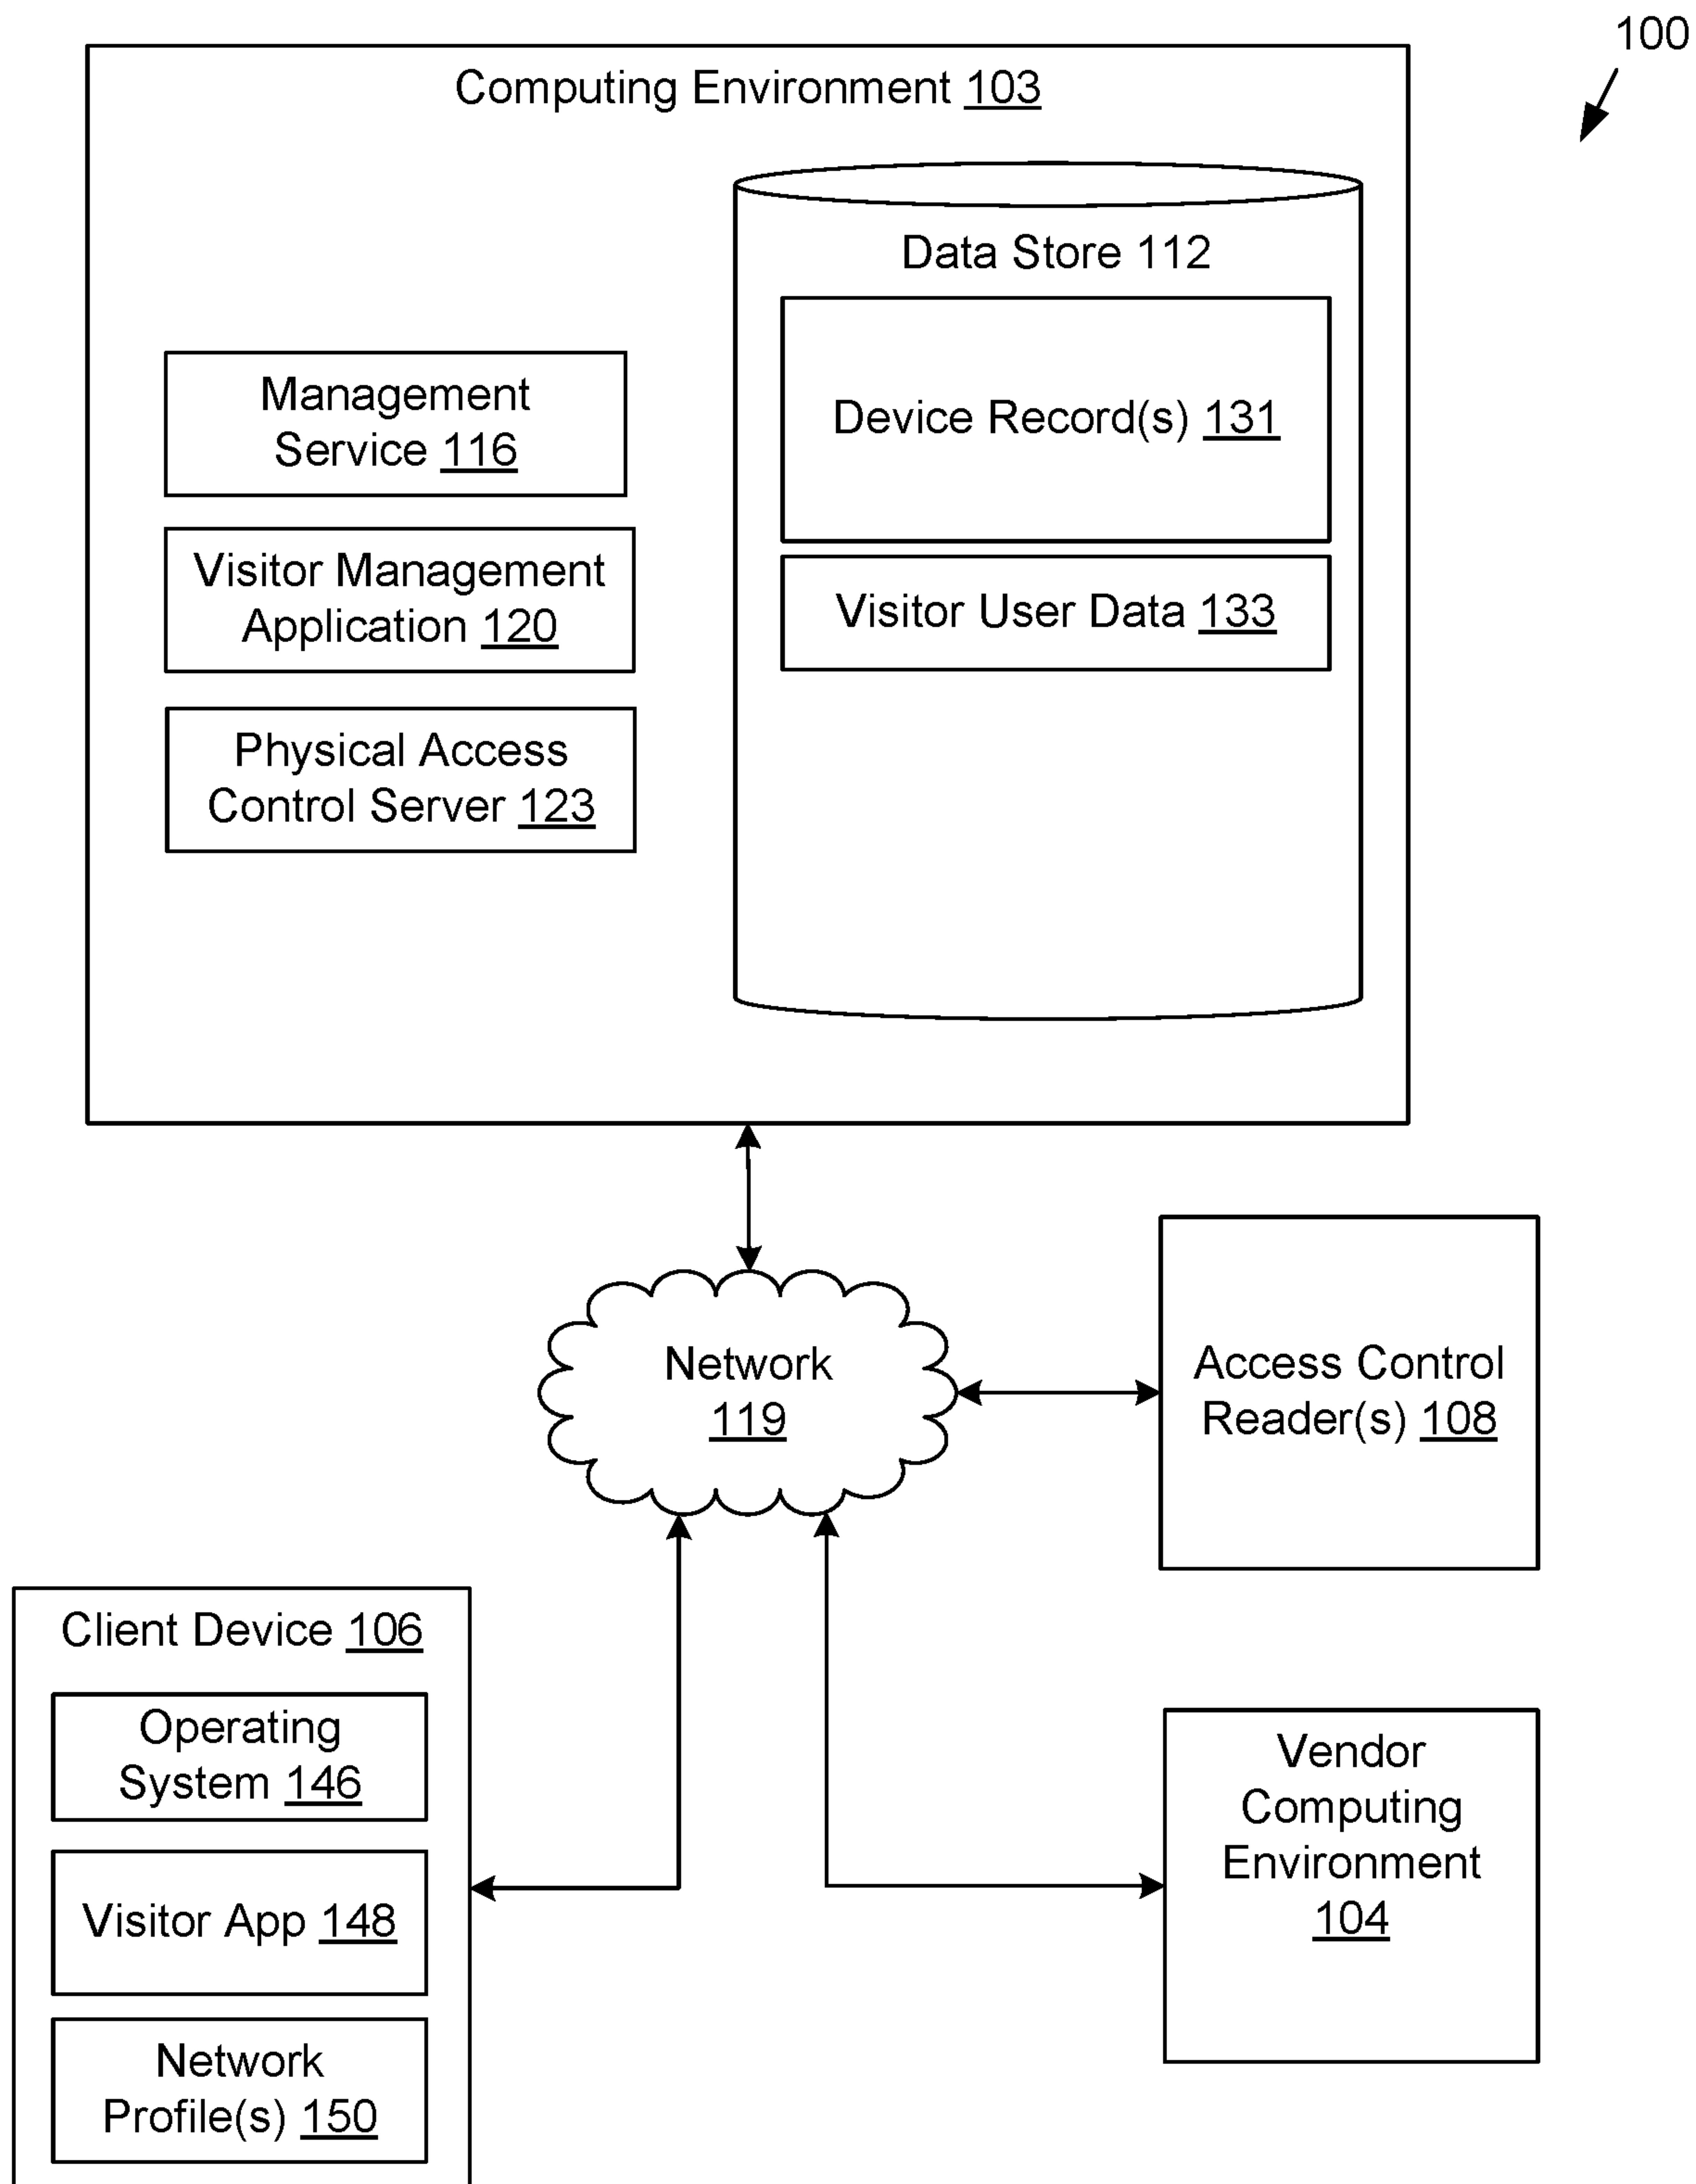 100
Computing Environment 103
Data Store 112
Management
Service 116
Device Record(s) 131
Visitor Management
Application 120
Visitor User Data 133
Physical Access
Control Server 123
Network
119
Access Control
Reader(s) 108
Client Device 106
Operating
System 146
Visitor App 148
Network
Profile(s) 150
Vendor
Computing
Environment
104